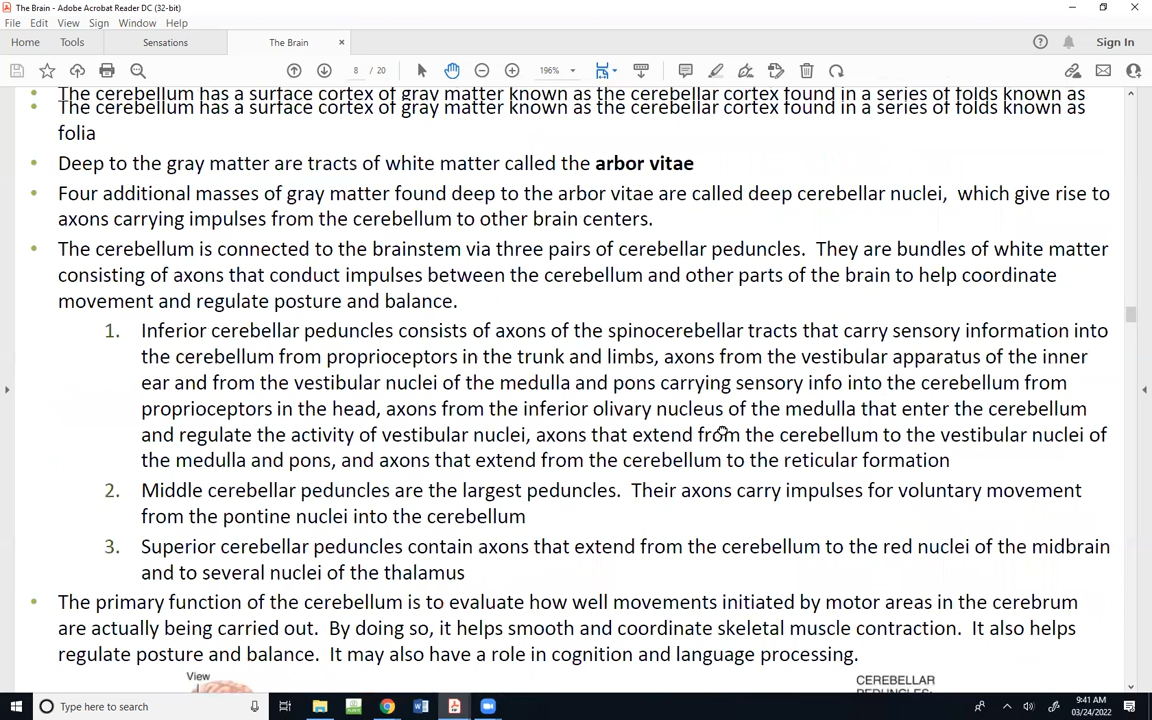 The Brain - Adobe Acrobat Reader DC (32-bit)
File Edit View Sign Window Help
Home Tools Sensations The Brain × Sign In
8 / 20 196%
The cerebellum has a surface cortex of gray matter known as the cerebellar cortex found in a series of folds known as
• The cerebellum has a surface cortex of gray matter known as the cerebellar cortex found in a series of folds known as
folia
• Deep to the gray matter are tracts of white matter called the arbor vitae
• Four additional masses of gray matter found deep to the arbor vitae are called deep cerebellar nuclei, which give rise to
axons carrying impulses from the cerebellum to other brain centers.
• The cerebellum is connected to the brainstem via three pairs of cerebellar peduncles. They are bundles of white matter
consisting of axons that conduct impulses between the cerebellum and other parts of the brain to help coordinate
movement and regulate posture and balance.
1. Inferior cerebellar peduncles consists of axons of the spinocerebellar tracts that carry sensory information into
the cerebellum from proprioceptors in the trunk and limbs, axons from the vestibular apparatus of the inner
ear and from the vestibular nuclei of the medulla and pons carrying sensory info into the cerebellum from
proprioceptors in the head, axons from the inferior olivary nucleus of the medulla that enter the cerebellum
and regulate the activity of vestibular nuclei, axons that extend from the cerebellum to the vestibular nuclei of
the medulla and pons, and axons that extend from the cerebellum to the reticular formation
2. Middle cerebellar peduncles are the largest peduncles. Their axons carry impulses for voluntary movement
from the pontine nuclei into the cerebellum
3. Superior cerebellar peduncles contain axons that extend from the cerebellum to the red nuclei of the midbrain
and to several nuclei of the thalamus
• The primary function of the cerebellum is to evaluate how well movements initiated by motor areas in the cerebrum
are actually being carried out. By doing so, it helps smooth and coordinate skeletal muscle contraction. It also helps
regulate posture and balance. It may also have a role in cognition and language processing.
View CEREBELLAR
PEDUNCLES:
Type here to search
9:41 AM
03/24/2022